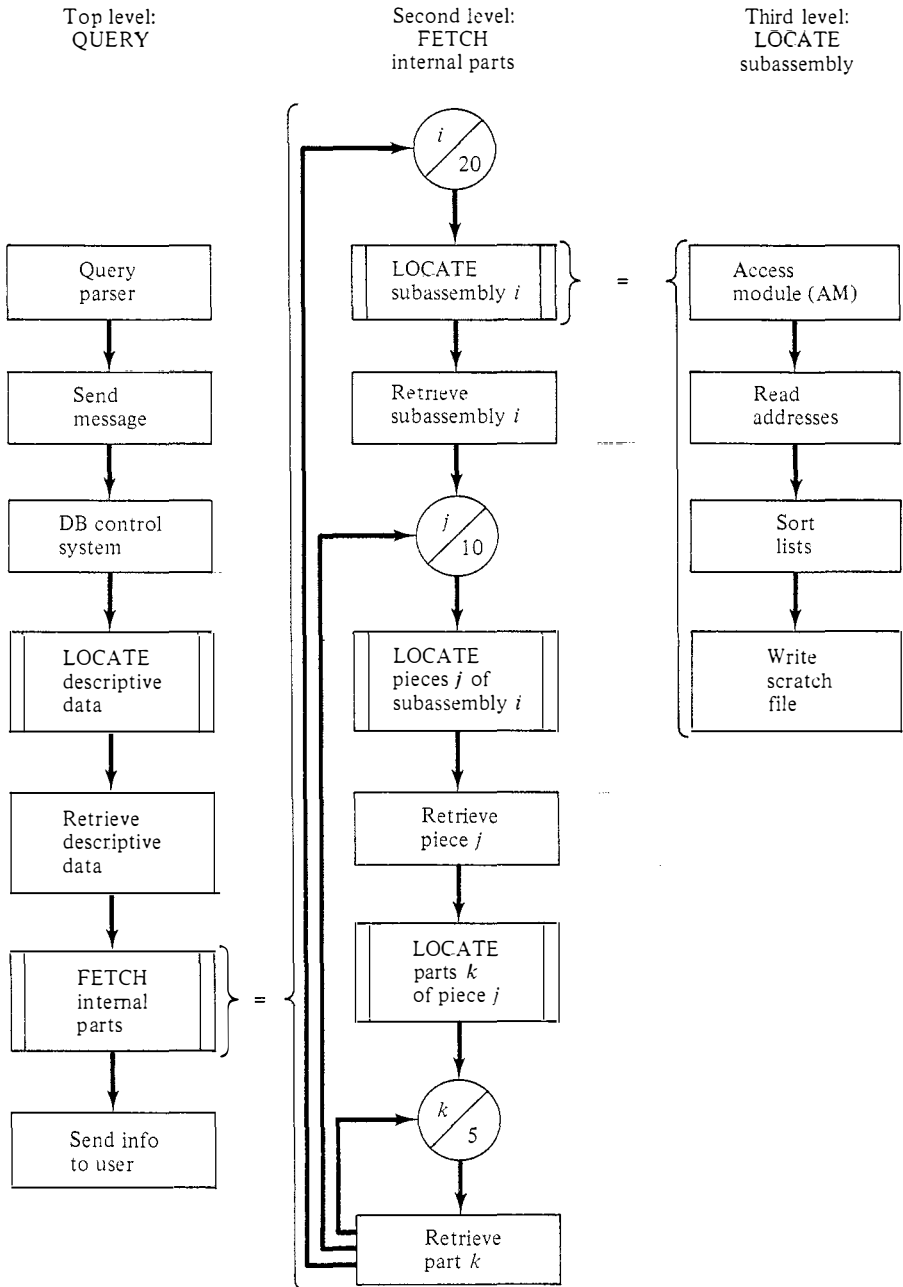 Top level:
QUERY
Query
parser
Send
message
DB control
system
LOCATE
descriptive
data
Retrieve
descriptive
data
FETCH
internal
parts
=
Send info
to user
Second level:
FETCH
internal parts
i
20
LOCATE
subassembly i
=
Retrieve
subassembly i
j
10
LOCATE
pieces j of
subassembly i
Retrieve
piece j
LOCATE
parts k
of piece j
k
5
Retrieve
part k
Third level:
LOCATE
subassembly
Access
module (AM)
Read
addresses
Sort
lists
Write
scratch
file